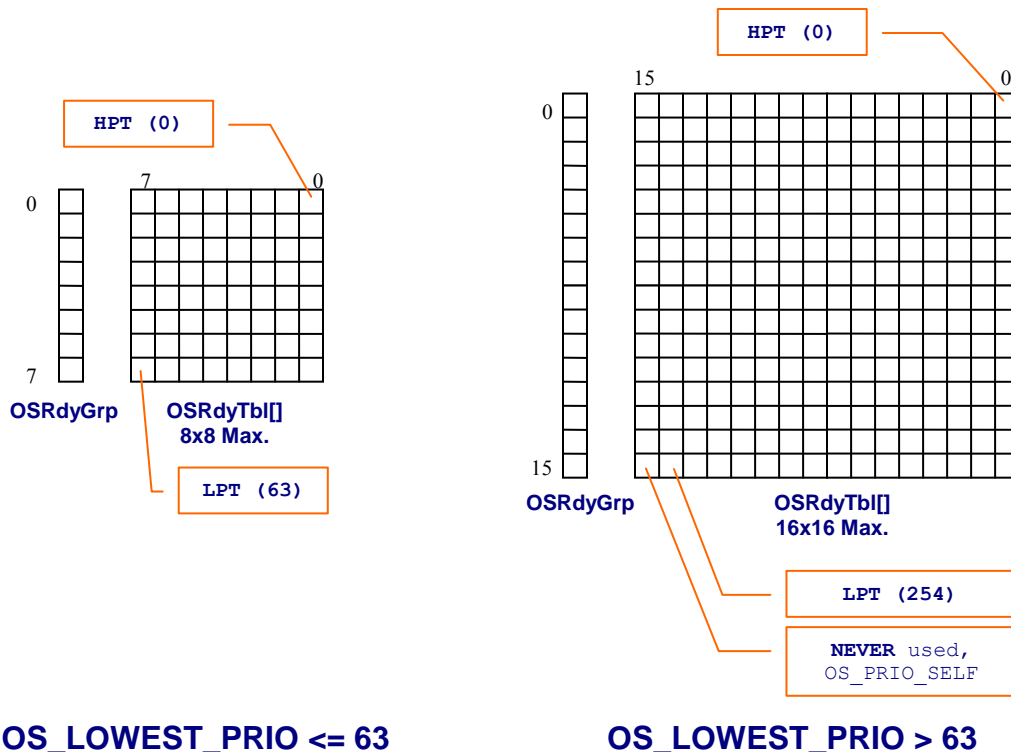 HPT (0)
7
0
0
7
OSRdyGrp
OSRdyTbl[]
8x8 Max.
LPT (63)
OS_LOWEST_PRIO <= 63
HPT (0)
15
0
0
15
OSRdyGrp
OSRdyTbl[]
16x16 Max.
LPT (254)
NEVER used,
OS_PRIO_SELF
OS_LOWEST_PRIO > 63